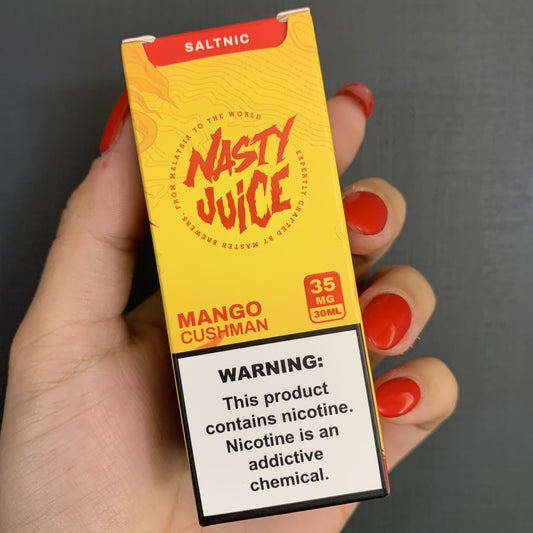 SALTNIC
FROM MALAYSIA TO THE WORLD
NASTY
JUICE
EXPERTLY CRAFTED BY MASTER BREWERS.
MANGO
CUSHMAN
35
MG
30ML
WARNING:
This product
contains nicotine.
Nicotine is an
addictive
chemical.